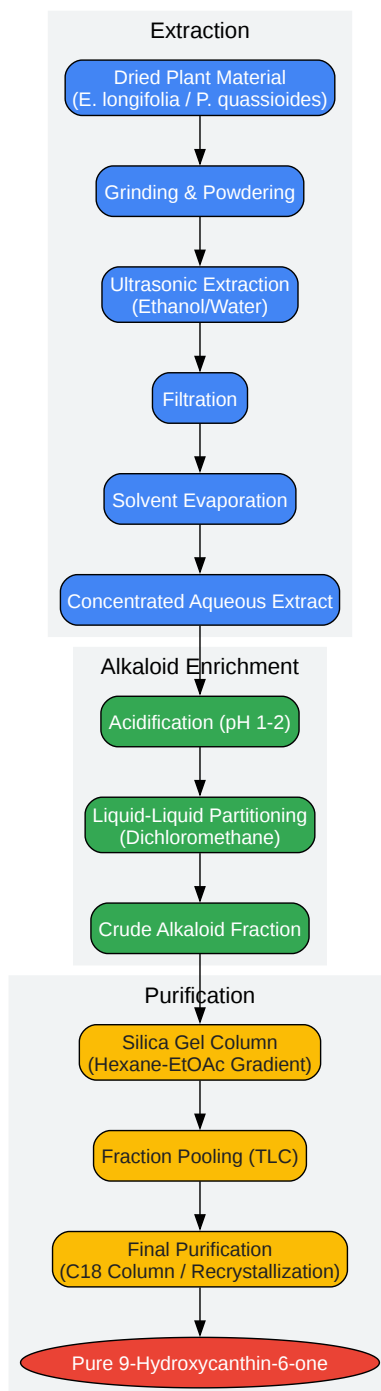 Extraction
Dried Plant Material
(E. longifolia / P. quassioides)
Grinding & Powdering
Ultrasonic Extraction
(Ethanol/Water)
Filtration
Solvent Evaporation
Concentrated Aqueous Extract
Alkaloid Enrichment
Acidification (pH 1-2)
Liquid-Liquid Partitioning
(Dichloromethane)
Crude Alkaloid Fraction
Purification
Silica Gel Column
(Hexane-EtOAc Gradient)
Fraction Pooling (TLC)
Final Purification
(C18 Column / Recrystallization)
Pure 9-Hydroxycanthin-6-one